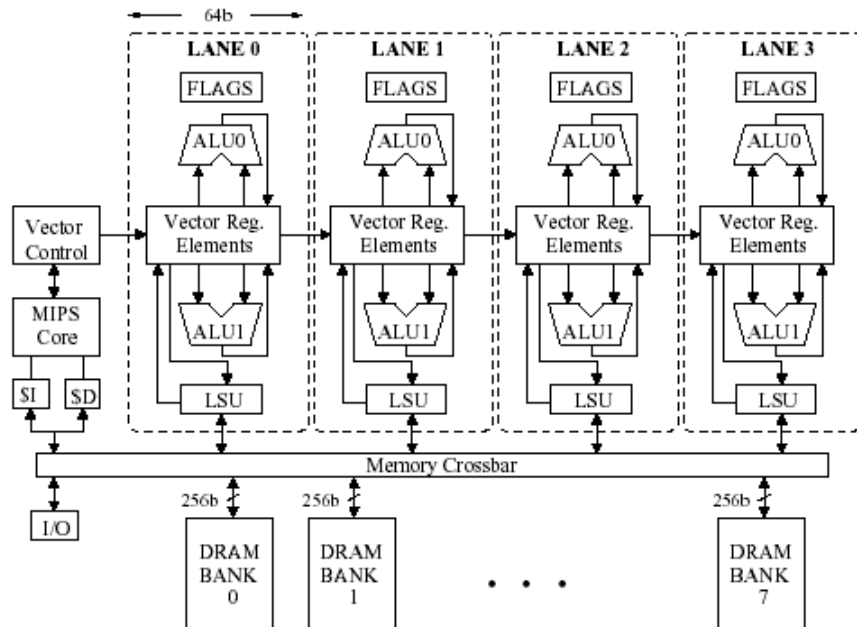 64b
LANE 0
LANE 1
LANE 2
LANE 3
FLAGS
FLAGS
FLAGS
FLAGS
ALU0
ALU0
ALU0
ALU0
Vector
Control
Vector Reg.
Elements
Vector Reg.
Elements
Vector Reg.
Elements
Vector Reg.
Elements
MIPS
Core
ALU1
ALU1
ALU1
ALU1
$I
$D
LSU
LSU
LSU
LSU
Memory Crossbar
256b
256b
256b
I/O
DRAM
BANK
0
DRAM
BANK
1
• • •
DRAM
BANK
7